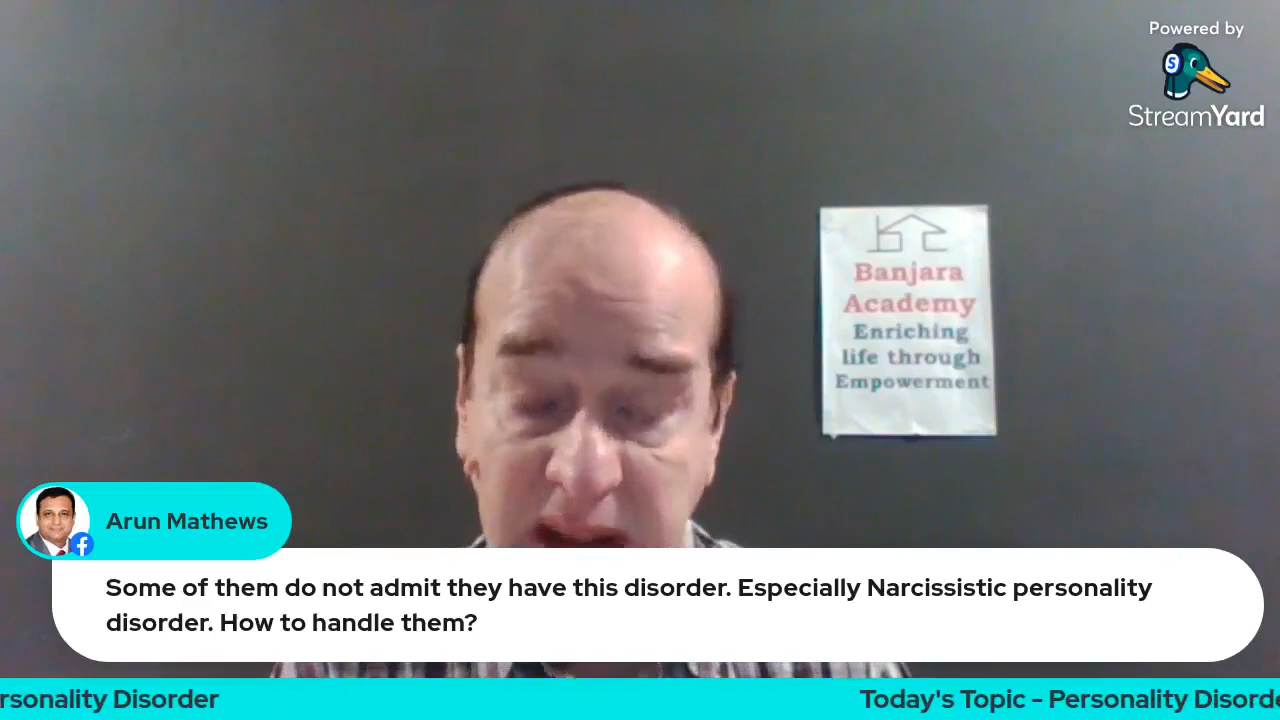 Powered by
StreamYard
Banjara
Academy
Enriching
life through
Empowerment
Arun Mathews
Some of them do not admit they have this disorder. Especially Narcissistic personality
disorder. How to handle them?
rsonality Disorder
Today's Topic - Personality Disorde